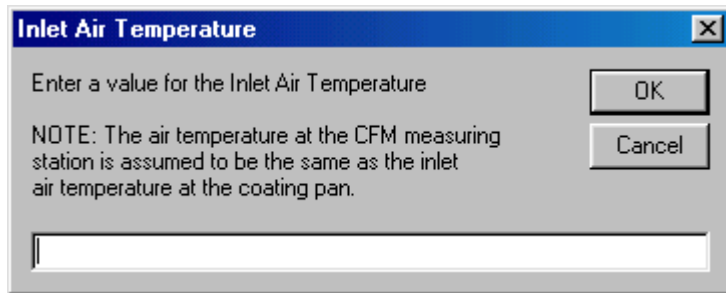 Inlet Air Temperature
Enter a value for the Inlet Air Temperature
OK
NOTE: The air temperature at the CFM measuring
station is assumed to be the same as the inlet
air temperature at the coating pan.
Cancel